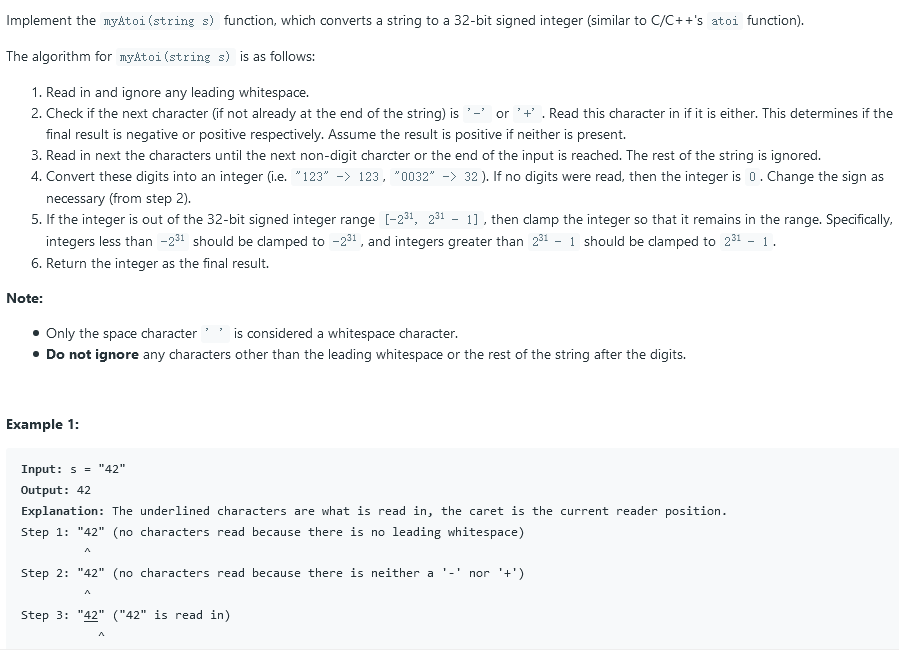 Implement the myAtoi(string s) function, which converts a string to a 32-bit signed integer (similar to C/C++'s atoi function).
The algorithm for myAtoi(string s) is as follows:
1. Read in and ignore any leading whitespace.
2. Check if the next character (if not already at the end of the string) is '-' or '+'. Read this character in if it is either. This determines if the
final result is negative or positive respectively. Assume the result is positive if neither is present.
3. Read in next the characters until the next non-digit charcter or the end of the input is reached. The rest of the string is ignored.
4. Convert these digits into an integer (i.e. "123" -> 123, "0032" -> 32). If no digits were read, then the integer is 0. Change the sign as
necessary (from step 2).
5. If the integer is out of the 32-bit signed integer range [-2³¹, 2³¹ - 1], then clamp the integer so that it remains in the range. Specifically,
integers less than -2³¹ should be clamped to -2³¹, and integers greater than 2³¹ - 1 should be clamped to 2³¹ - 1.
6. Return the integer as the final result.
Note:
• Only the space character ' ' is considered a whitespace character.
• Do not ignore any characters other than the leading whitespace or the rest of the string after the digits.
Example 1:
Input: s = "42"
Output: 42
Explanation: The underlined characters are what is read in, the caret is the current reader position.
Step 1: "42" (no characters read because there is no leading whitespace)
^
Step 2: "42" (no characters read because there is neither a '-' nor '+')
^
Step 3: "42" ("42" is read in)
^